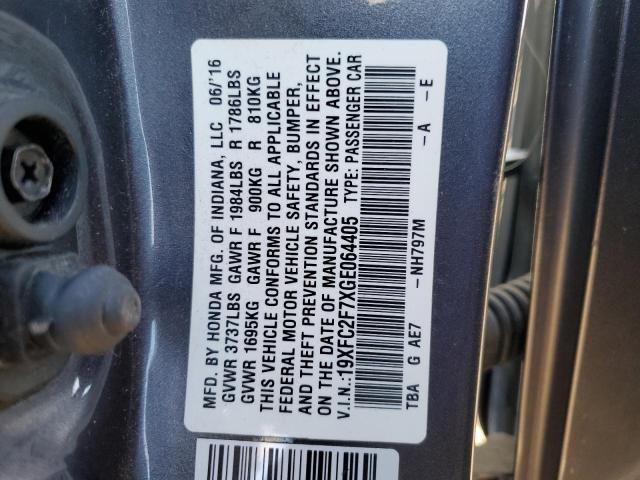 MFD. BY HONDA MFG. OF INDIANA, LLC 06/'16
GVWR 3737LBS GAWR F 1984LBS R 1786LBS
GVWR 1695KG GAWR F 900KG R 810KG
THIS VEHICLE CONFORMS TO ALL APPLICABLE
FEDERAL MOTOR VEHICLE SAFETY, BUMPER,
AND THEFT PREVENTION STANDARDS IN EFFECT
ON THE DATE OF MANUFACTURE SHOWN ABOVE.
V.I.N.:19XFC2F7XGE064405 TYPE: PASSENGER CAR
TBA G AE7 -NH797M -A -E